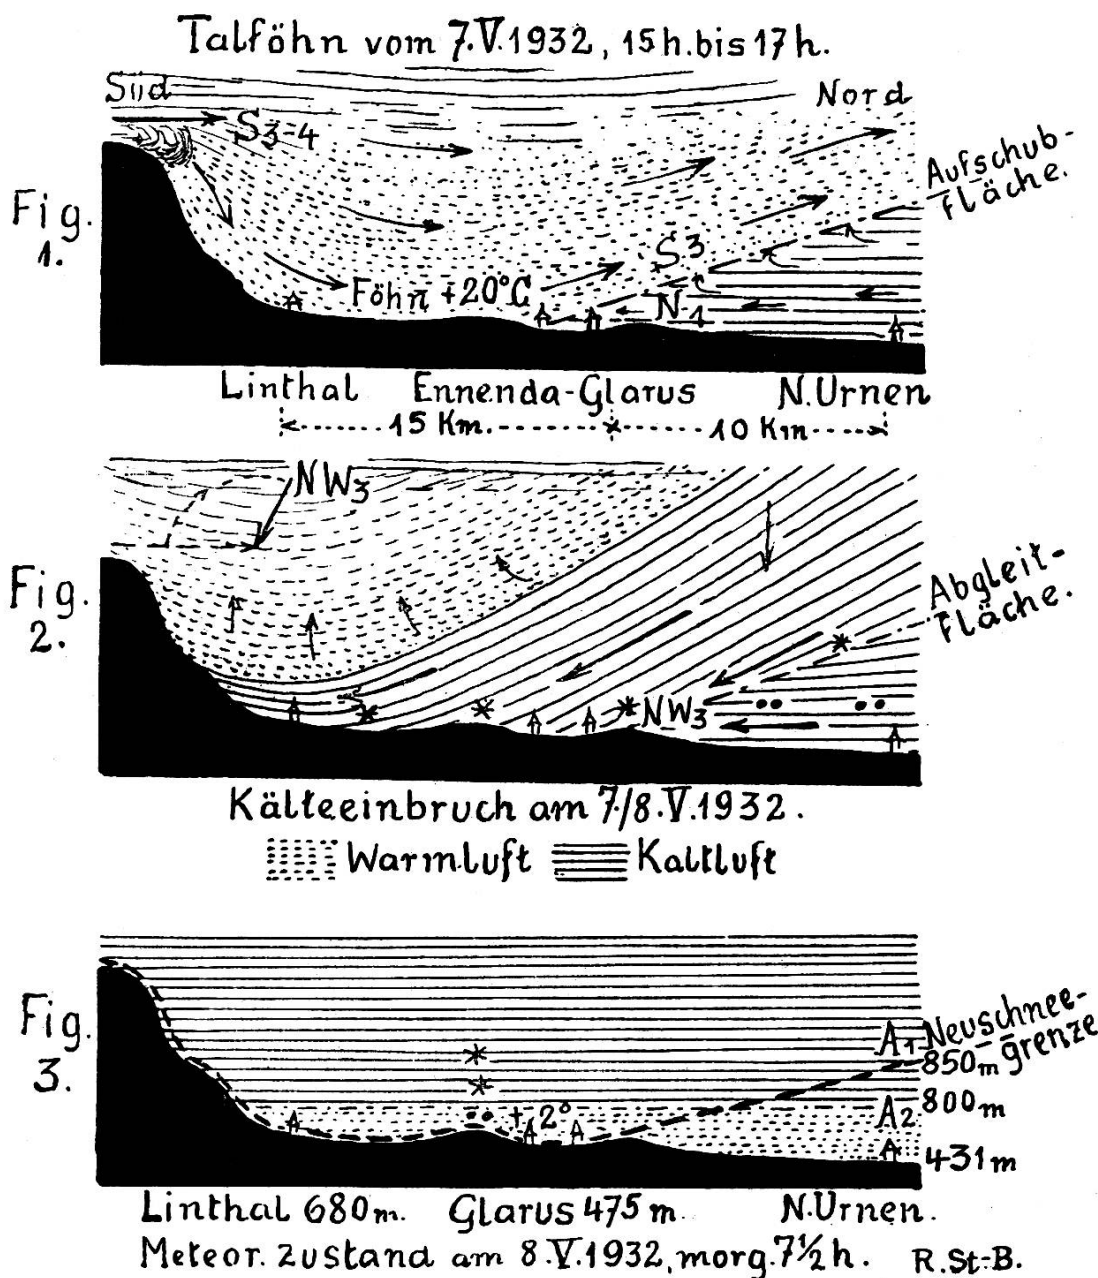 Talföhn vom 7.V.1932, 15h.bis 17h.
Süd
Nord
S3-4
Aufschub-
Fläche.
Fig.
1.
S3
Föhn +20°C
N1
Linthal Ennenda-Glarus N.Urnen
15 Km. 10 Km
NW3
Fig.
2.
Abgleit-
Fläche.
NW3
Kälteeinbruch am 7./8.V.1932.
Warmluft Kaltluft
Fig.
3.
A1 Neuschnee-
grenze
850m
+2°
A2 800m
431m
Linthal 680m. Glarus 475m. N.Urnen.
Meteor. Zustand am 8.V.1932, morg. 7½h. R.St.-B.